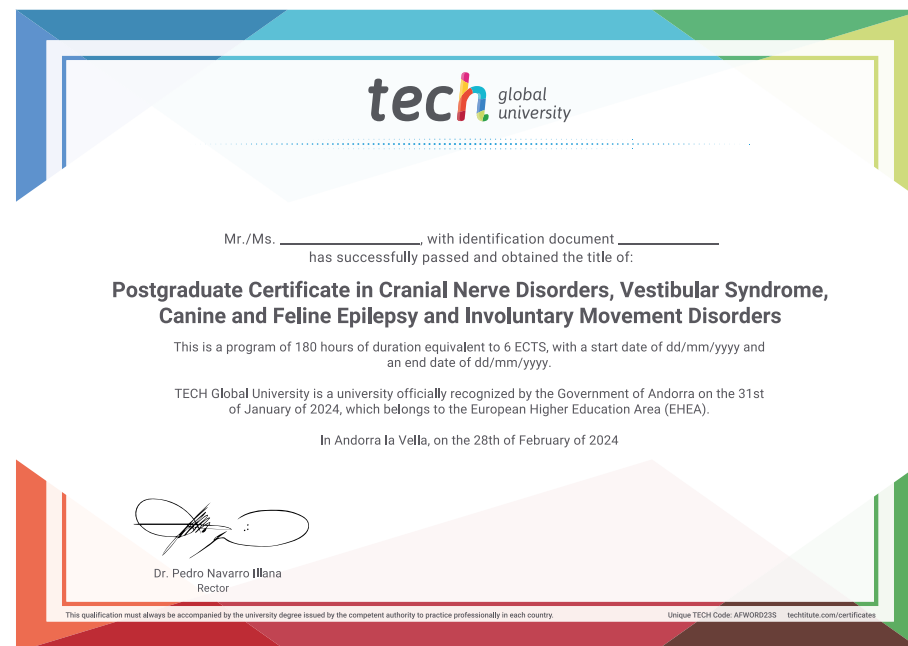 tech global
university
Mr./Ms. ____________, with identification document ____________
has successfully passed and obtained the title of:
Postgraduate Certificate in Cranial Nerve Disorders, Vestibular Syndrome,
Canine and Feline Epilepsy and Involuntary Movement Disorders
This is a program of 180 hours of duration equivalent to 6 ECTS, with a start date of dd/mm/yyyy and
an end date of dd/mm/yyyy.
TECH Global University is a university officially recognized by the Government of Andorra on the 31st
of January of 2024, which belongs to the European Higher Education Area (EHEA).
In Andorra la Vella, on the 28th of February of 2024
Dr. Pedro Navarro Illana
Rector
This qualification must always be accompanied by the university degree issued by the competent authority to practice professionally in each country. Unique TECH Code: AFWORD23S techtitute.com/certificates